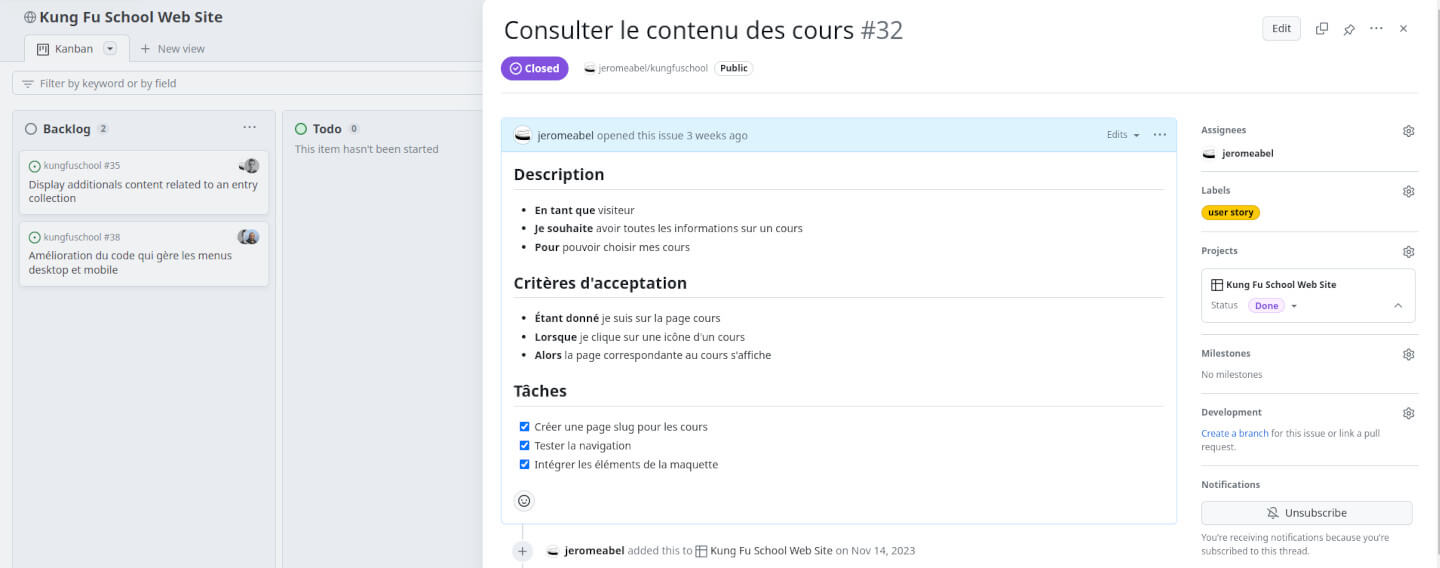 Kung Fu School Web Site
Kanban
New view
Filter by keyword or by field
Backlog 2
kungfuschool #35
Display additionals content related to an entry
collection
kungfuschool #38
Amélioration du code qui gère les menus
desktop et mobile
Todo 0
This item hasn't been started
Consulter le contenu des cours #32
Edit
Closed
jeromeabel/kungfuschool
Public
jeromeabel opened this issue 3 weeks ago
Edits
Description
En tant que visiteur
Je souhaite avoir toutes les informations sur un cours
Pour pouvoir choisir mes cours
Critères d'acceptation
Étant donné je suis sur la page cours
Lorsque je clique sur une icône d'un cours
Alors la page correspondante au cours s'affiche
Tâches
Créer une page slug pour les cours
Tester la navigation
Intégrer les éléments de la maquette
jeromeabel added this to Kung Fu School Web Site on Nov 14, 2023
Assignees
jeromeabel
Labels
user story
Projects
Kung Fu School Web Site
Status Done
Milestones
No milestones
Development
Create a branch for this issue or link a pull
request.
Notifications
Unsubscribe
You're receiving notifications because you're
subscribed to this thread.